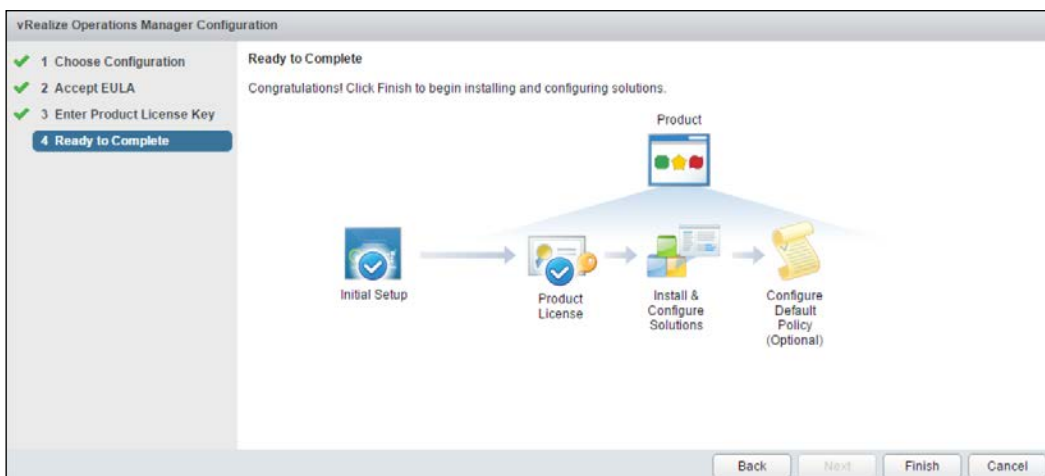 vRealize Operations Manager Configuration
1 Choose Configuration
2 Accept EULA
3 Enter Product License Key
4 Ready to Complete
Ready to Complete
Congratulations! Click Finish to begin installing and configuring solutions.
Product
Initial Setup
Product
License
Install &
Configure
Solutions
Configure
Default
Policy
(Optional)
Back
Next
Finish
Cancel